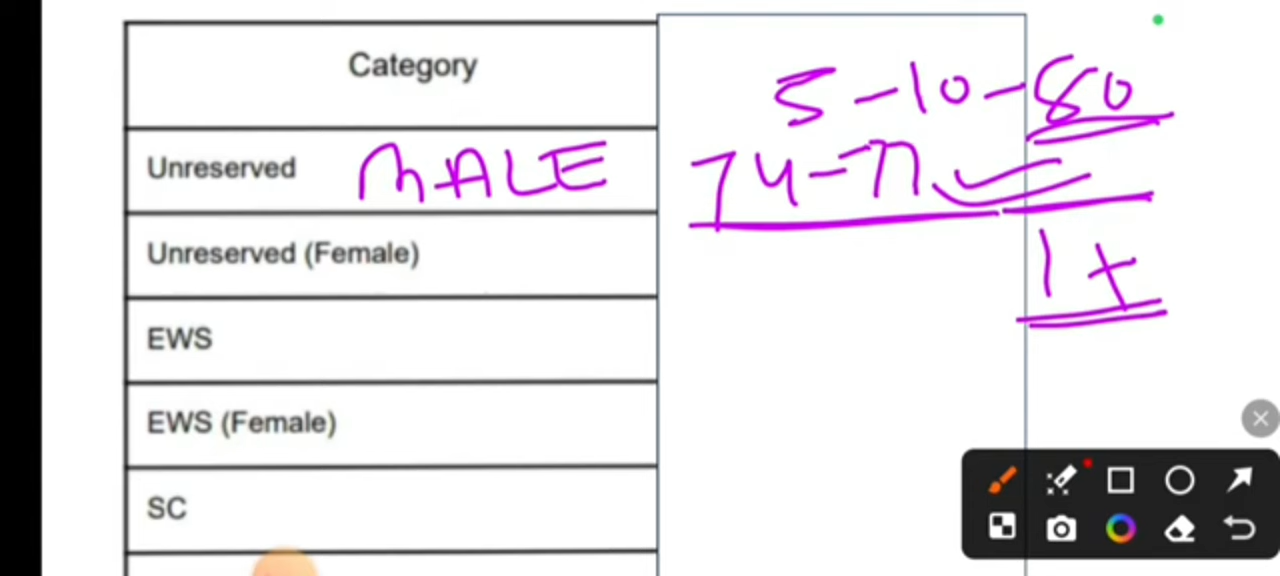 Category
5-10-80
Unreserved MALE 74-77
Unreserved (Female)
1+
EWS
EWS (Female)
SC